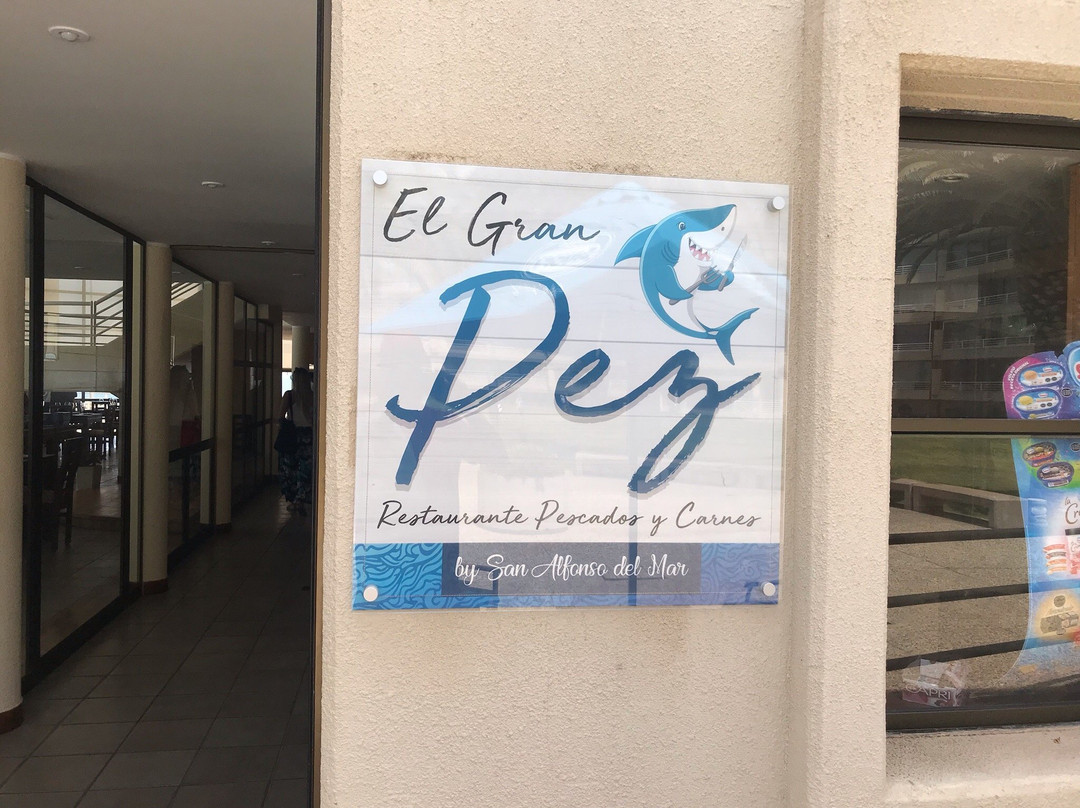 El Gran
Pez
Restaurante Pescados y Carnes
by San Alfonso del Mar